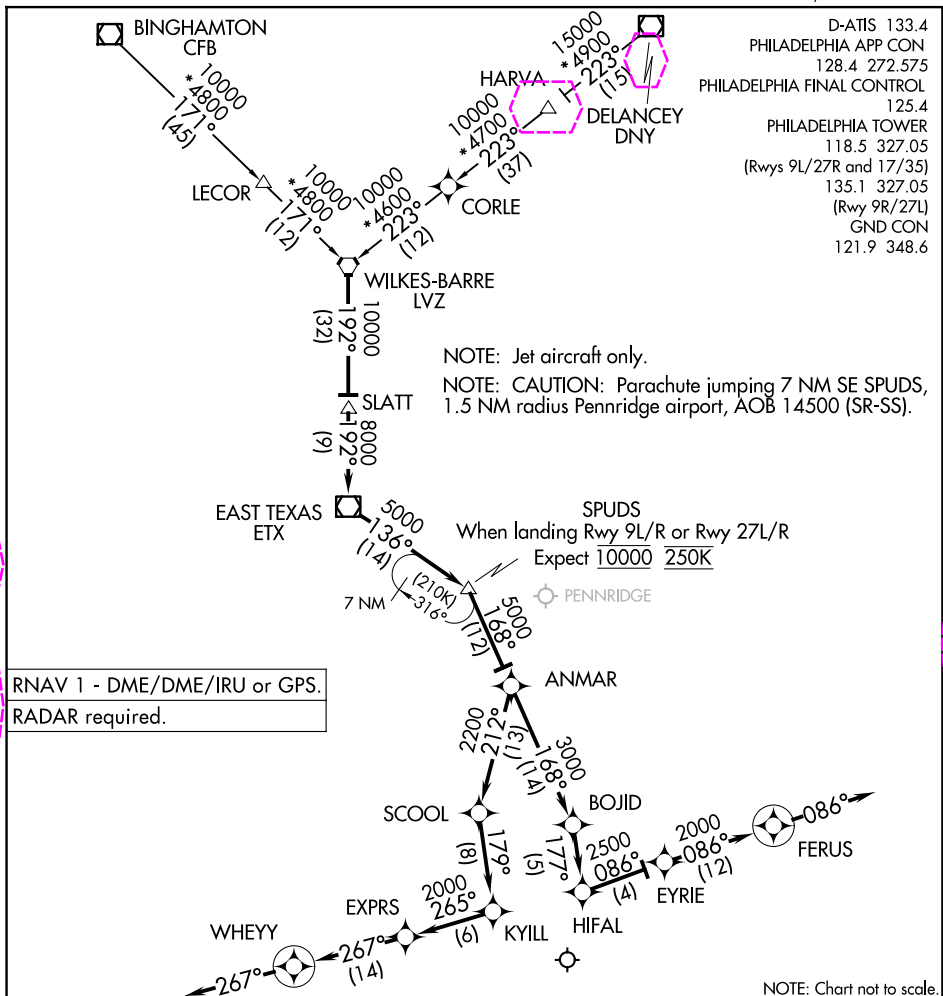 BINGHAMTON
CFB
10000
*4800
171°
(45)
LECOR
10000
*4800
171°
(12)
15000
*4900
223°
(15)
HARVA
DELANCEY
DNY
10000
*4700
223°
(37)
CORLE
10000
*4600
223°
(12)
D-ATIS 133.4
PHILADELPHIA APP CON
128.4 272.575
PHILADELPHIA FINAL CONTROL
125.4
PHILADELPHIA TOWER
118.5 327.05
(Rwys 9L/27R and 17/35)
135.1 327.05
(Rwy 9R/27L)
GND CON
121.9 348.6
WILKES-BARRE
LVZ
10000
192°
(32)
NOTE: Jet aircraft only.
NOTE: CAUTION: Parachute jumping 7 NM SE SPUDS,
1.5 NM radius Pennridge airport, AOB 14500 (SR-SS).
SLATT
8000
192°
(9)
EAST TEXAS
ETX
5000
136°
(14)
SPUDS
When landing Rwy 9L/R or Rwy 27L/R
Expect 10000 250K
(210K)
316°
7 NM
PENNRIDGE
5000
168°
(12)
ANMAR
RNAV 1 - DME/DME/IRU or GPS.
RADAR required.
2200
212°
(13)
3000
168°
(14)
SCOOL
BOJID
179°
(8)
177°
(5)
2500
086°
(4)
2000
086°
(12)
086°
FERUS
EYRIE
HIFAL
KYILL
2000
265°
(6)
EXPRS
267°
(14)
WHEYY
267°
NOTE: Chart not to scale.